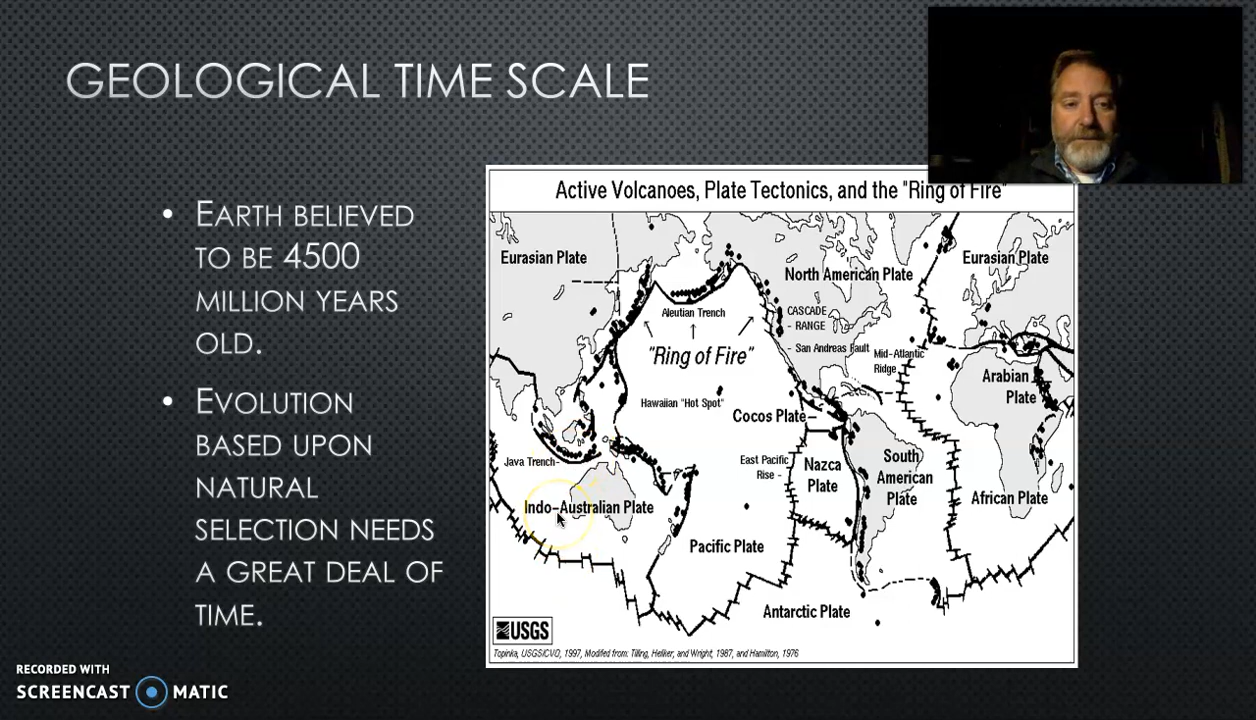 GEOLOGICAL TIME SCALE
• EARTH BELIEVED
TO BE 4500
MILLION YEARS
OLD.
• EVOLUTION
BASED UPON
NATURAL
SELECTION NEEDS
A GREAT DEAL OF
TIME.
Active Volcanoes, Plate Tectonics, and the "Ring of Fire"
Eurasian Plate
North American Plate
Eurasian Plate
Aleutian Trench
CASCADE
RANGE
"Ring of Fire"
San Andreas Fault
Mid-Atlantic
Ridge
Arabian
Plate
Hawaiian "Hot Spot"
Cocos Plate
Java Trench
East Pacific
Rise
Nazca
Plate
South
American
Plate
African Plate
Indo-Australian Plate
Pacific Plate
Antarctic Plate
USGS
Topinka, USGS/CVO, 1997, Modified from: Tilling, Heliker, and Wright, 1987, and Hamilton, 1976
RECORDED WITH
SCREENCAST MATIC